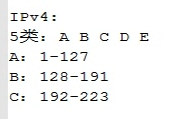 IPv4:
5类: A B C D E
A: 1-127
B: 128-191
C: 192-223